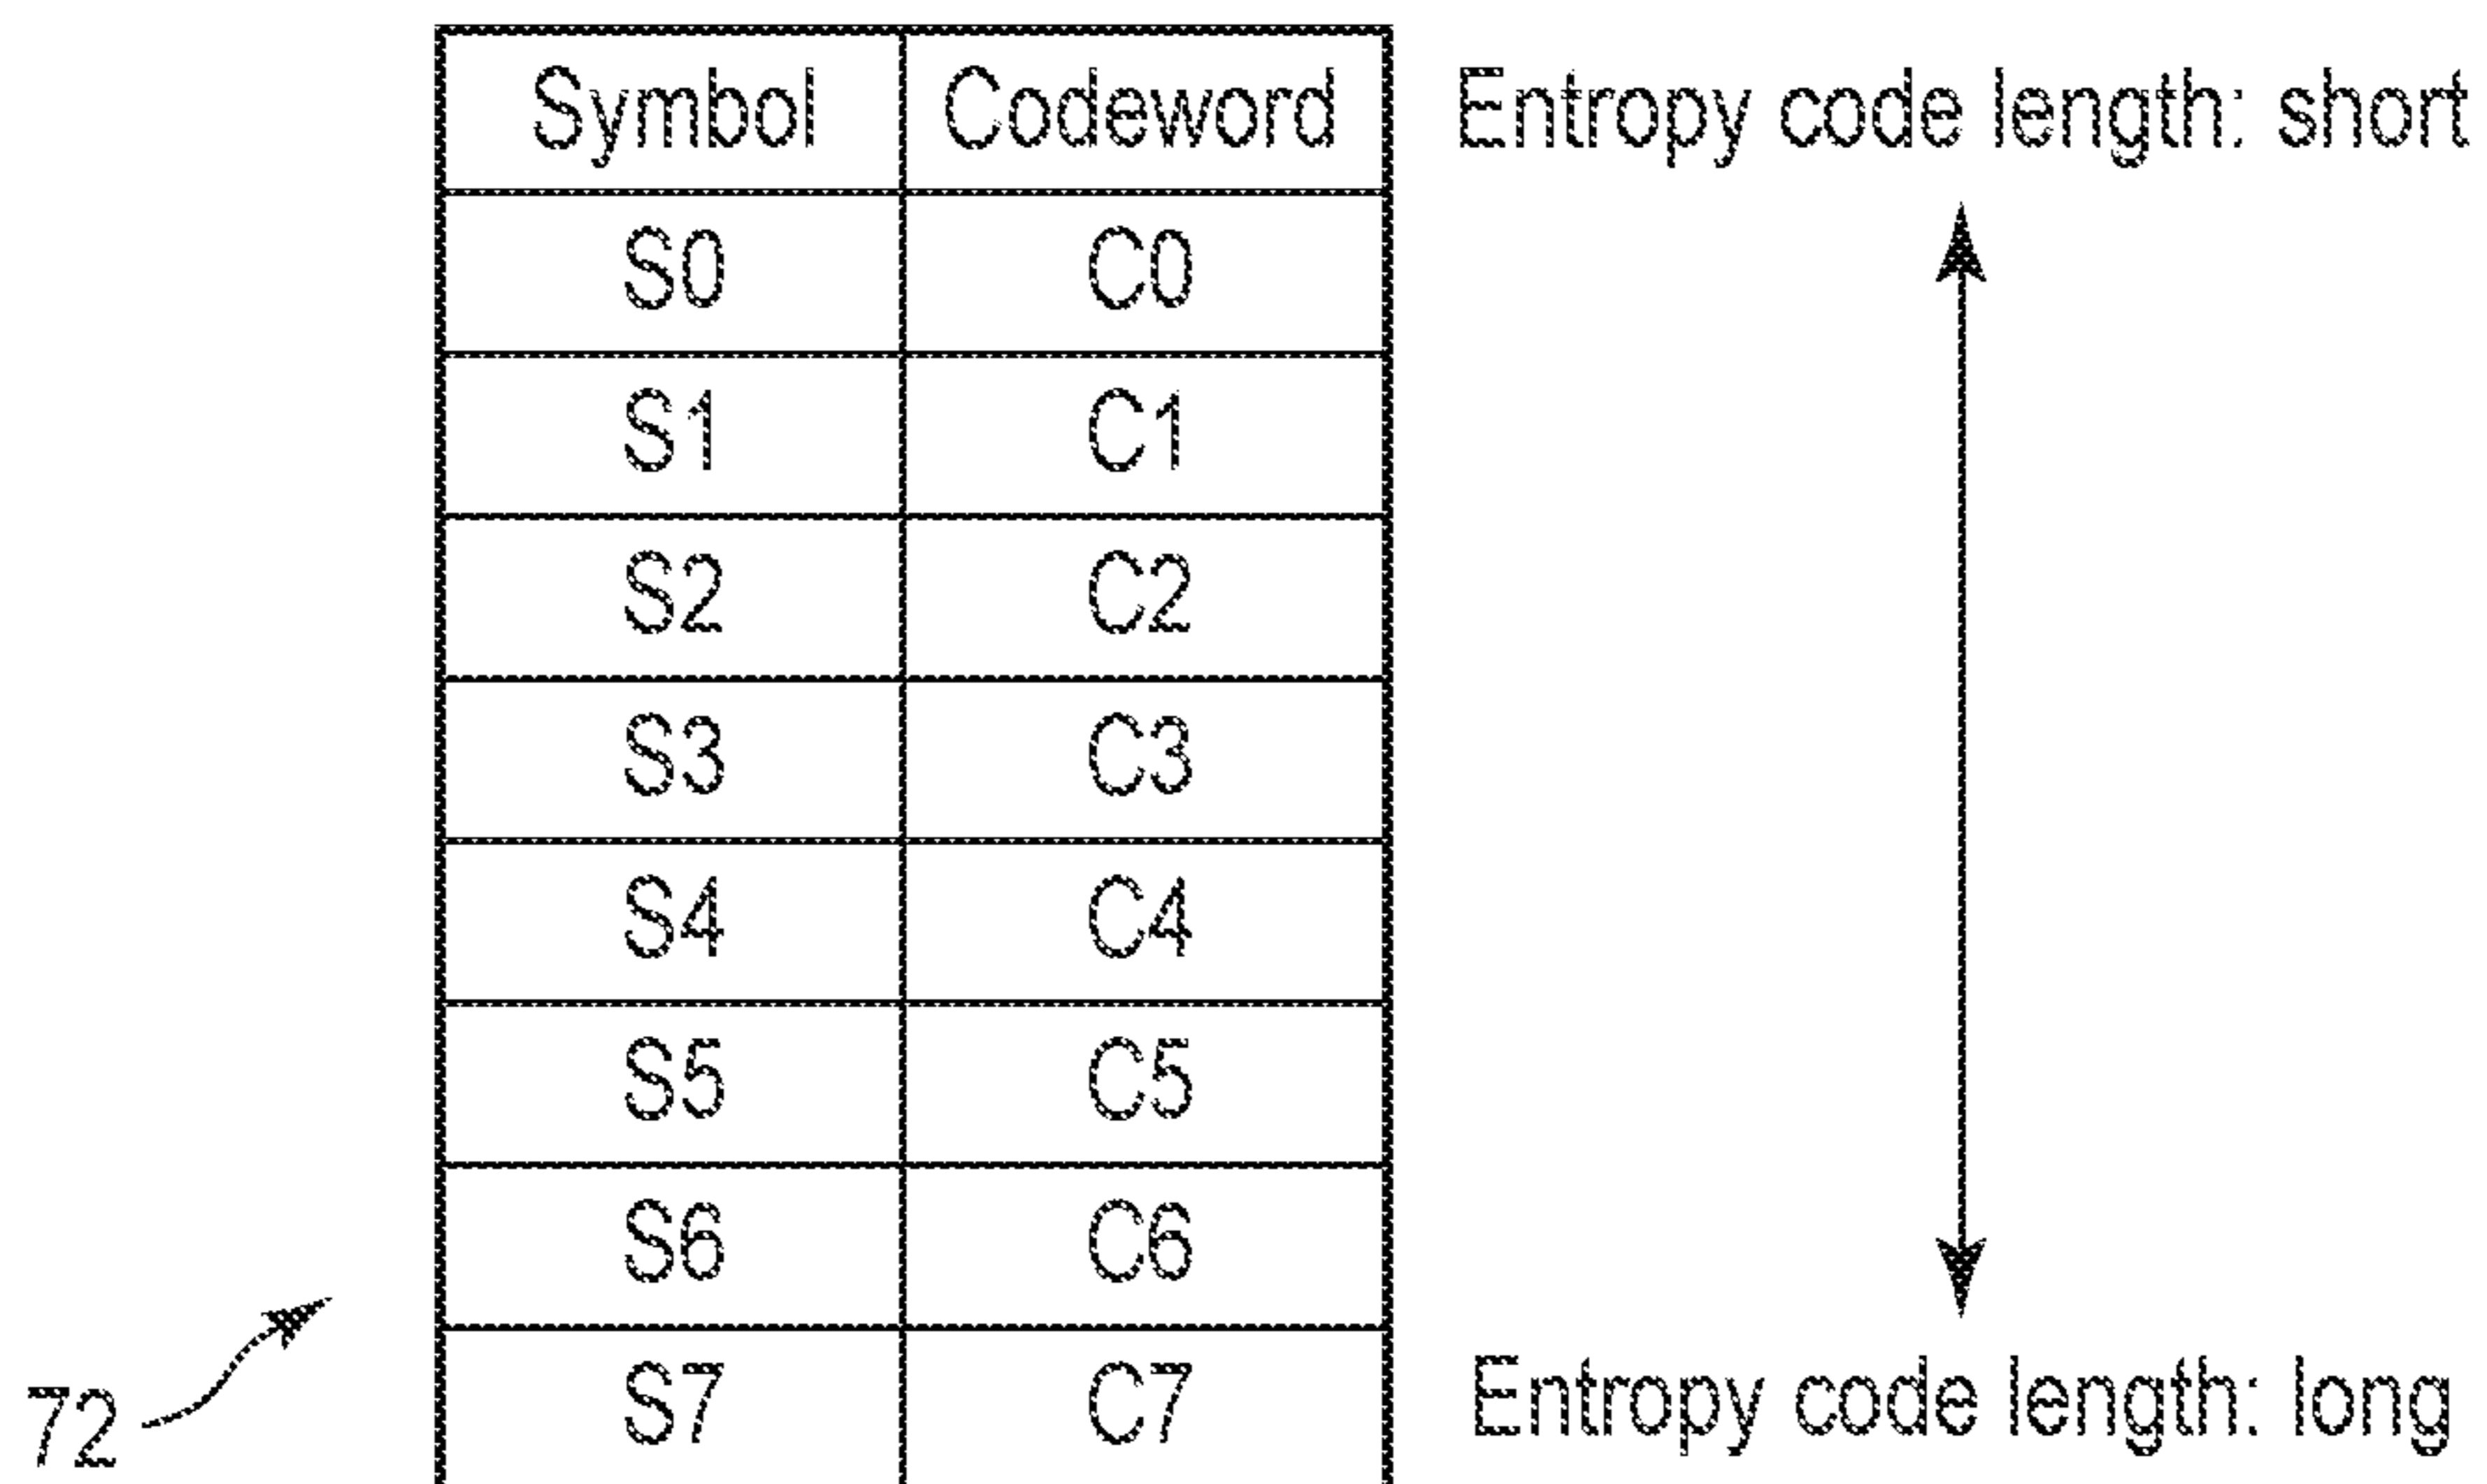 Symbol Codeword Entropy code length: short
S0 C0
S1 C1
S2 C2
S3 C3
S4 C4
S5 C5
S6 C6
S7 C7 Entropy code length: long
72